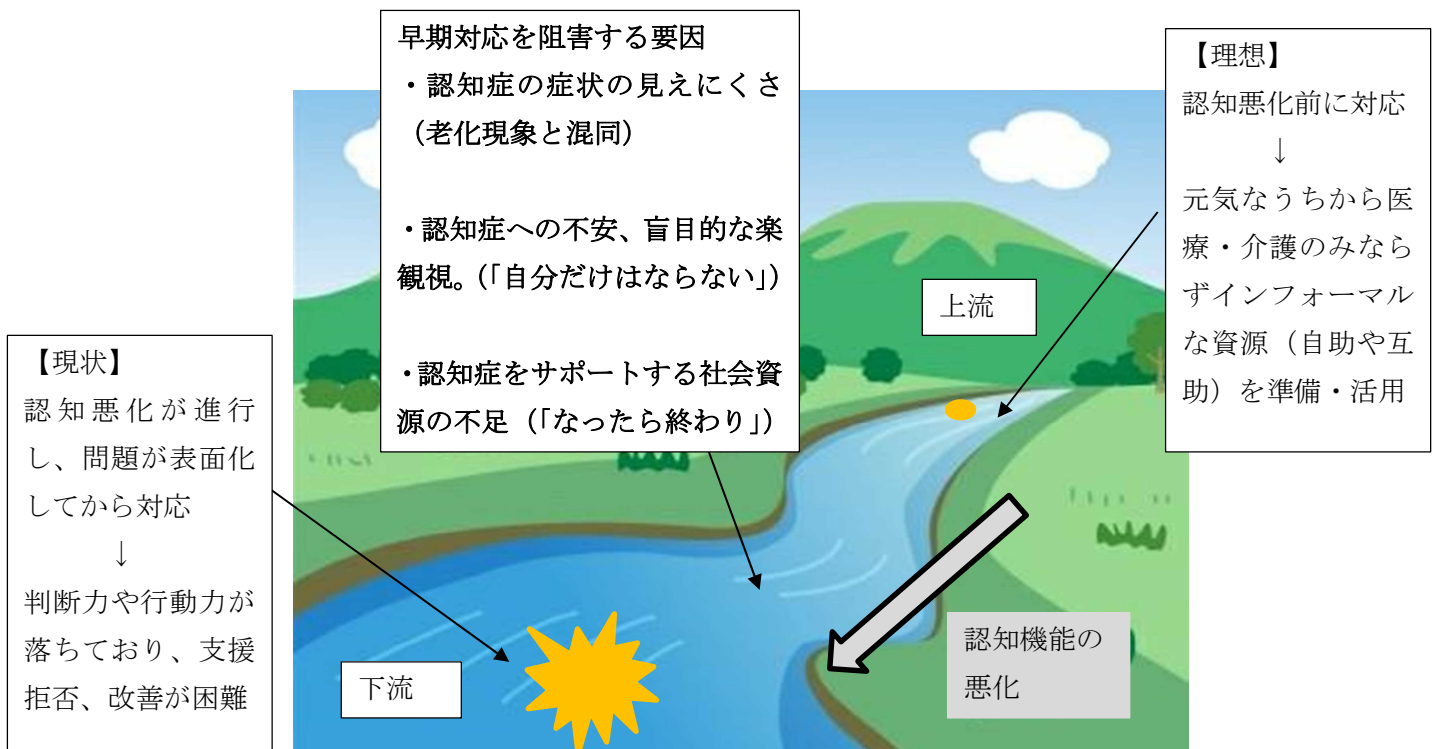 早期対応を阻害する要因
・認知症の症状の見えにくさ
(老化現象と混同)
・認知症への不安、盲目的な楽
観視。(「自分だけはならない」)
・認知症をサポートする社会資
源の不足(「なったら終わり」)
【理想】
認知悪化前に対応
↓
元気なうちから医
療・介護のみなら
ずインフォーマル
な資源(自助や互
助)を準備・活用
上流
【現状】
認知悪化が進行
し、問題が表面化
してから対応
↓
判断力や行動力が
落ちており、支援
拒否、改善が困難
下流
認知機能の
悪化